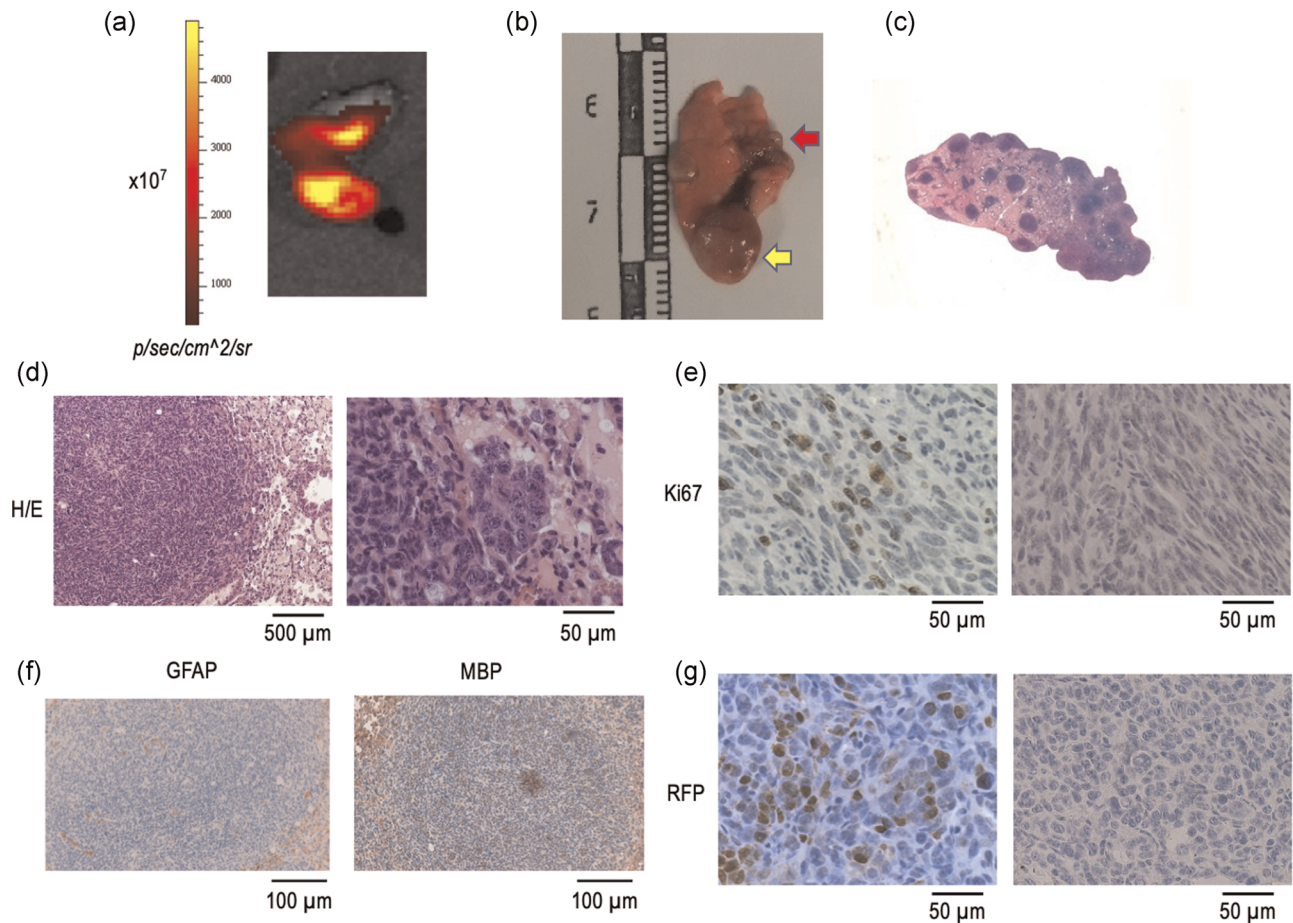 (a)
(b)
(c)
4000
3000
x10^7
2000
1000
p/sec/cm^2/sr
6
7
(d)
(e)
H/E
Ki67
500 µm
50 µm
50 µm
50 µm
(f)
GFAP
MBP
(g)
RFP
100 µm
100 µm
50 µm
50 µm